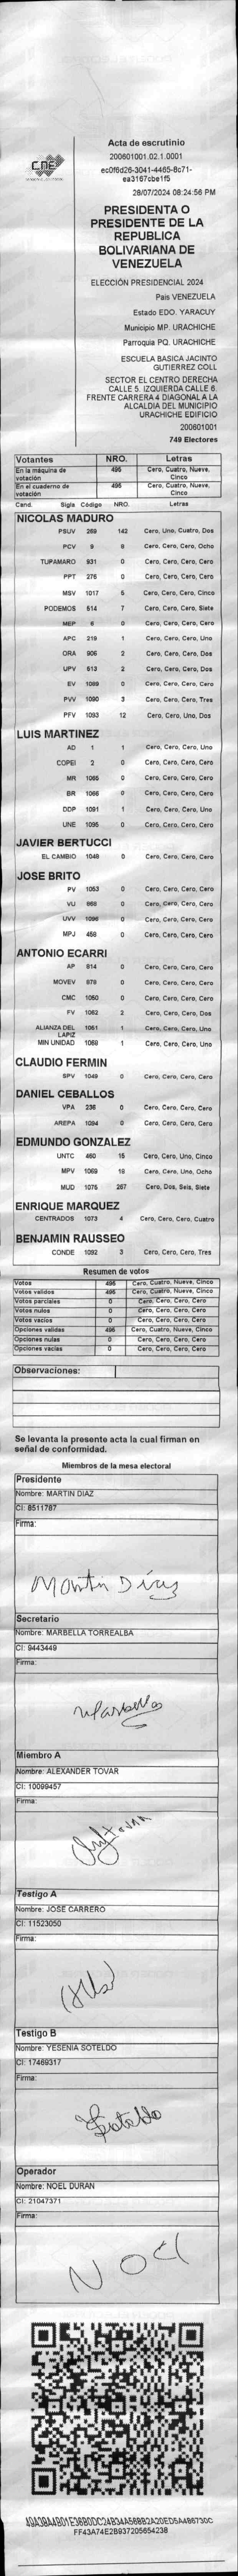 CNE
Acta de escrutinio
200601001.02.1.0001
ec0f6d26-3041-4465-8c71-
ea3167cbe1f5
28/07/2024 08:24:56 PM
PRESIDENTA O
PRESIDENTE DE LA
REPUBLICA
BOLIVARIANA DE
VENEZUELA
ELECCIÓN PRESIDENCIAL 2024
Pais VENEZUELA
Estado EDO. YARACUY
Municipio MP. URACHICHE
Parroquia PQ. URACHICHE
ESCUELA BASICA JACINTO
GUTIERREZ COLL
SECTOR EL CENTRO DERECHA
CALLE 5. IZQUIERDA CALLE 6.
FRENTE CARRERA 4 DIAGONAL A LA
ALCALDIA DEL MUNICIPIO
URACHICHE EDIFICIO
200601001
749 Electores
Votantes NRO. Letras
En la máquina de votación 495 Cero, Cuatro, Nueve, Cinco
En el cuaderno de votación 495 Cero, Cuatro, Nueve, Cinco
Cand. Sigla Código NRO. Letras
NICOLAS MADURO
PSUV 269 142 Cero, Uno, Cuatro, Dos
PCV 9 8 Cero, Cero, Cero, Ocho
TUPAMARO 931 0 Cero, Cero, Cero, Cero
PPT 276 0 Cero, Cero, Cero, Cero
MSV 1017 5 Cero, Cero, Cero, Cinco
PODEMOS 514 7 Cero, Cero, Cero, Siete
MEP 6 0 Cero, Cero, Cero, Cero
APC 219 1 Cero, Cero, Cero, Uno
ORA 906 2 Cero, Cero, Cero, Dos
UPV 513 2 Cero, Cero, Cero, Dos
EV 1089 0 Cero, Cero, Cero, Cero
PVV 1090 3 Cero, Cero, Cero, Tres
PFV 1093 12 Cero, Cero, Uno, Dos
LUIS MARTINEZ
AD 1 1 Cero, Cero, Cero, Uno
COPEI 2 0 Cero, Cero, Cero, Cero
MR 1065 0 Cero, Cero, Cero, Cero
BR 1066 0 Cero, Cero, Cero, Cero
DDP 1091 1 Cero, Cero, Cero, Uno
UNE 1095 0 Cero, Cero, Cero, Cero
JAVIER BERTUCCI
EL CAMBIO 1048 0 Cero, Cero, Cero, Cero
JOSE BRITO
PV 1053 0 Cero, Cero, Cero, Cero
VU 868 0 Cero, Cero, Cero, Cero
UVV 1096 0 Cero, Cero, Cero, Cero
MPJ 458 0 Cero, Cero, Cero, Cero
ANTONIO ECARRI
AP 814 0 Cero, Cero, Cero, Cero
MOVEV 878 0 Cero, Cero, Cero, Cero
CMC 1050 0 Cero, Cero, Cero, Cero
FV 1062 2 Cero, Cero, Cero, Dos
ALIANZA DEL LAPIZ 1061 1 Cero, Cero, Cero, Uno
MIN UNIDAD 1068 1 Cero, Cero, Cero, Uno
CLAUDIO FERMIN
SPV 1049 0 Cero, Cero, Cero, Cero
DANIEL CEBALLOS
VPA 236 0 Cero, Cero, Cero, Cero
AREPA 1094 0 Cero, Cero, Cero, Cero
EDMUNDO GONZALEZ
UNTC 460 15 Cero, Cero, Uno, Cinco
MPV 1069 18 Cero, Cero, Uno, Ocho
MUD 1075 267 Cero, Dos, Seis, Siete
ENRIQUE MARQUEZ
CENTRADOS 1073 4 Cero, Cero, Cero, Cuatro
BENJAMIN RAUSSEO
CONDE 1092 3 Cero, Cero, Cero, Tres
Resumen de votos
Votos 495 Cero, Cuatro, Nueve, Cinco
Votos validos 495 Cero, Cuatro, Nueve, Cinco
Votos parciales 0 Cero, Cero, Cero, Cero
Votos nulos 0 Cero, Cero, Cero, Cero
Votos vacios 0 Cero, Cero, Cero, Cero
Opciones validas 495 Cero, Cuatro, Nueve, Cinco
Opciones nulas 0 Cero, Cero, Cero, Cero
Opciones vacias 0 Cero, Cero, Cero, Cero
Observaciones:
Se levanta la presente acta la cual firman en
señal de conformidad.
Miembros de la mesa electoral
Presidente
Nombre: MARTIN DIAZ
CI: 8511787
Firma:
Martin Díaz
Secretario
Nombre: MARBELLA TORREALBA
CI: 9443449
Firma:
Marbella
Miembro A
Nombre: ALEXANDER TOVAR
CI: 10099457
Firma:
Testigo A
Nombre: JOSE CARRERO
CI: 11523050
Firma:
Testigo B
Nombre: YESENIA SOTELDO
CI: 17469317
Firma:
Soteldo
Operador
Nombre: NOEL DURAN
CI: 21047371
Firma:
Noel
FF43A74E2B937205654238